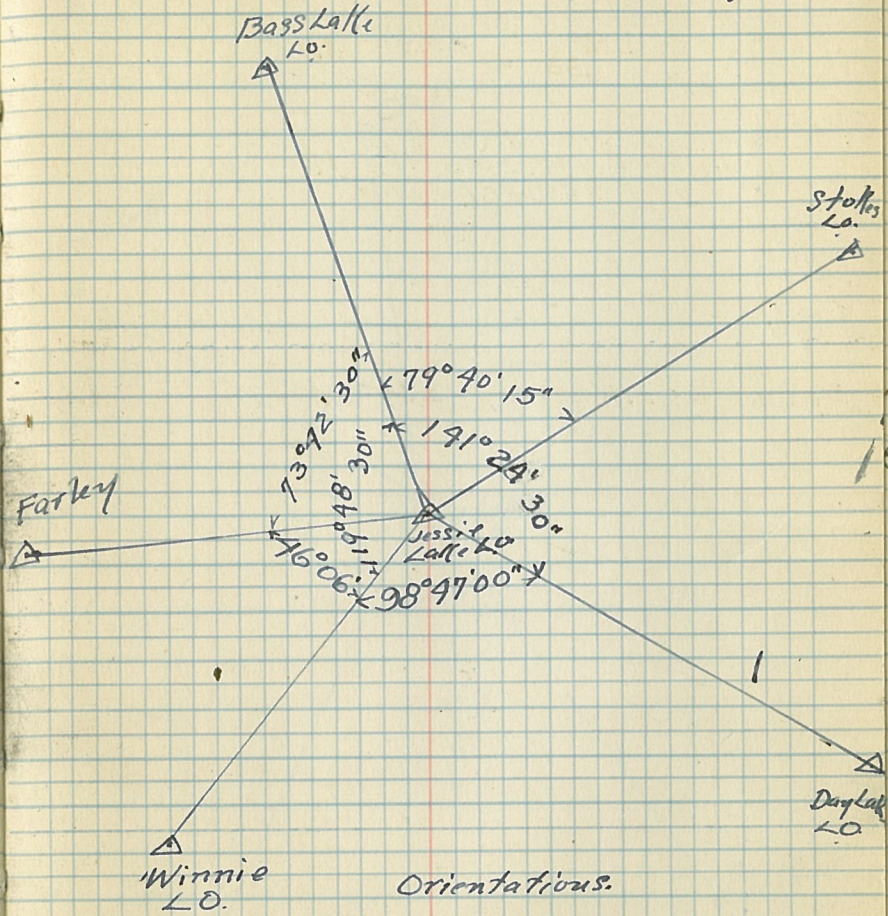 Bass Lake
L.O.
Stokes
L.O.
79° 40' 15"
73° 42' 30"
141° 24' 30"
119° 48' 30"
Farley
Jessie
Lake L.O.
46° 06'
98° 47' 00"
Day Lake
L.O.
Winnie
L.O.
Orientations.